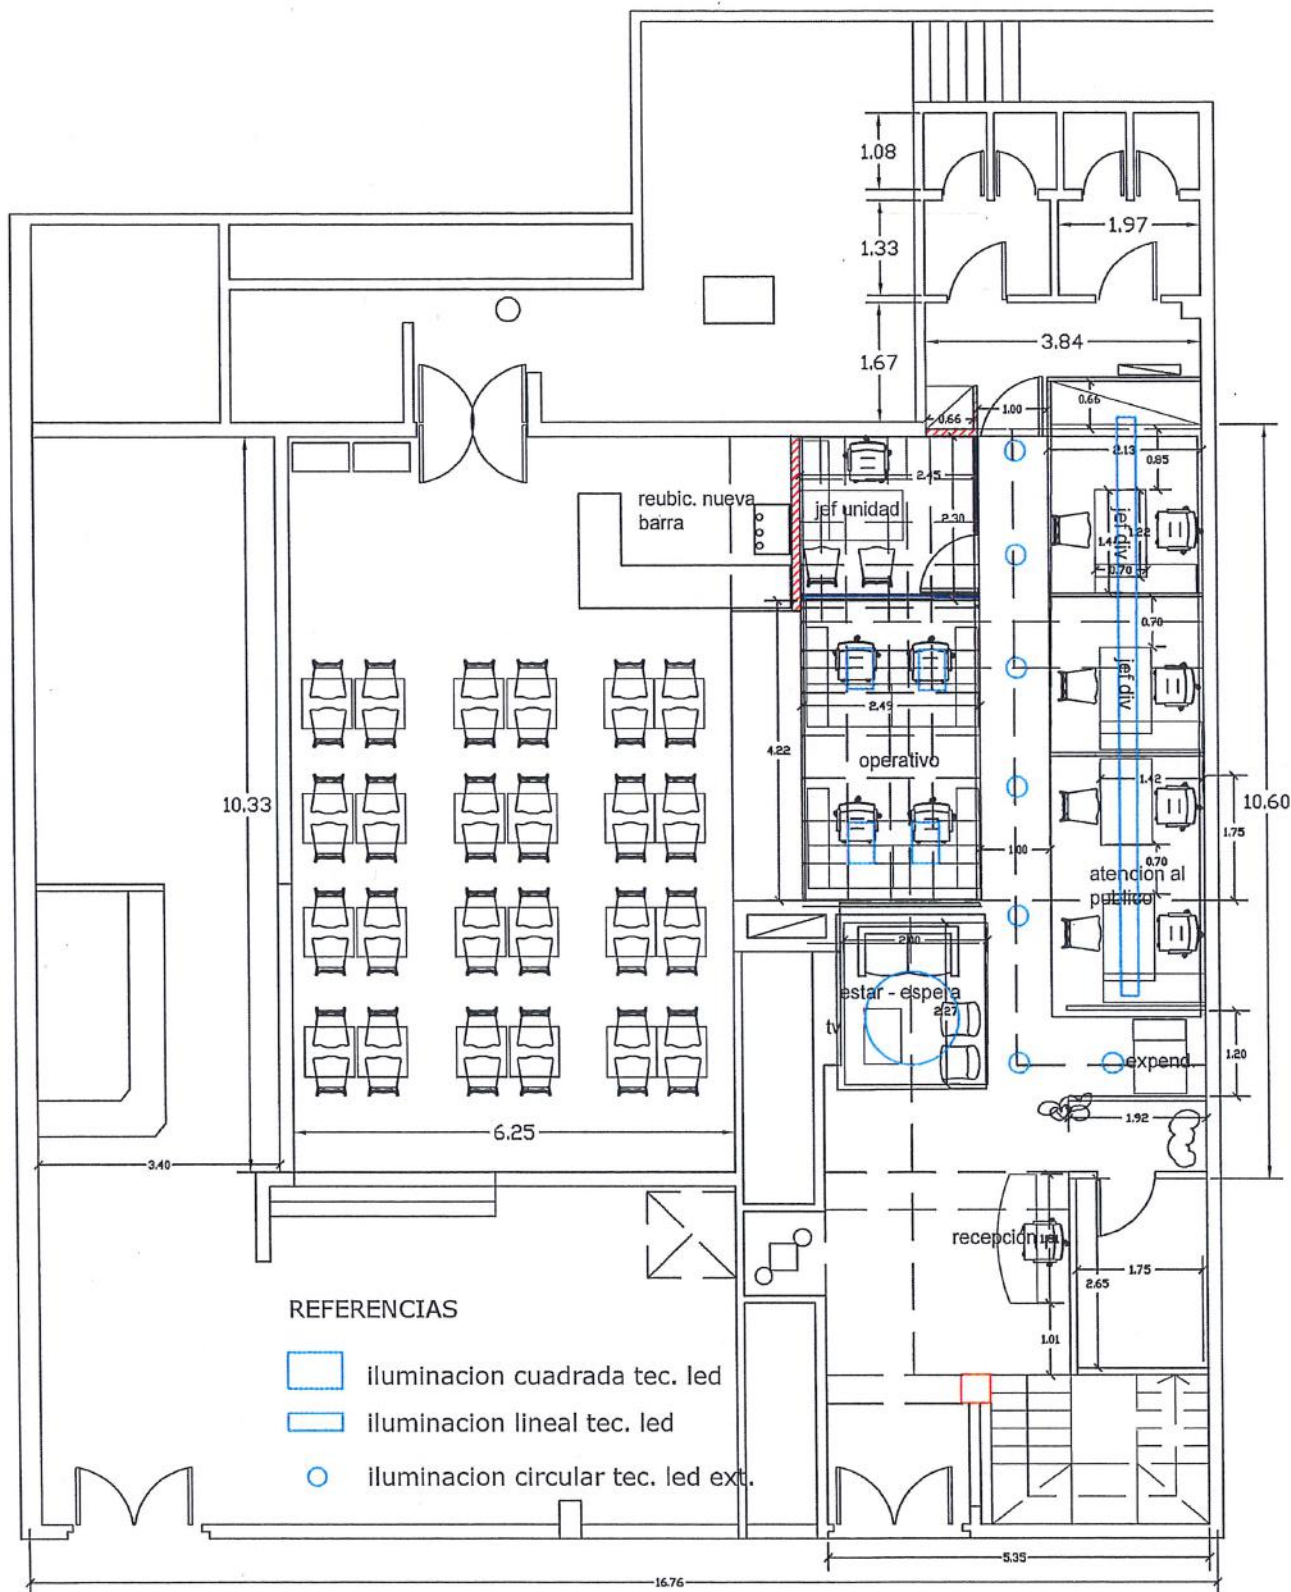 1.08
1.33
1.97
1.67
3.84
0.66
1.00
0.66
2.13
0.85
reubic. nueva
barra
jef unidad
2.45
2.30
jef div
1.22
0.70
0.70
jef div
2.49
4.22
operativo
10.33
1.42
10.60
1.75
1.00
0.70
atencion al
publico
2.00
estar - espera
2.27
tv
expend.
1.20
1.92
6.25
3.40
recepción
1.75
2.65
1.01
REFERENCIAS
iluminacion cuadrada tec. led
iluminacion lineal tec. led
iluminacion circular tec. led ext.
5.35
16.76